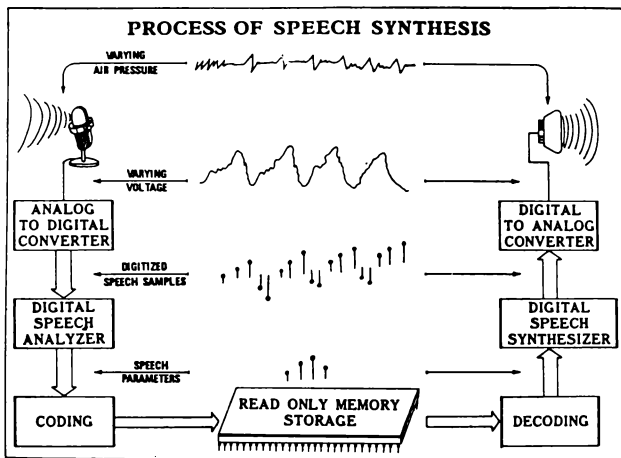 PROCESS OF SPEECH SYNTHESIS
VARYING
AIR PRESSURE
VARYING
VOLTAGE
ANALOG
TO DIGITAL
CONVERTER
DIGITAL
TO ANALOG
CONVERTER
DIGITIZED
SPEECH SAMPLES
DIGITAL
SPEECH
ANALYZER
DIGITAL
SPEECH
SYNTHESIZER
SPEECH
PARAMETERS
CODING
READ ONLY MEMORY
STORAGE
DECODING